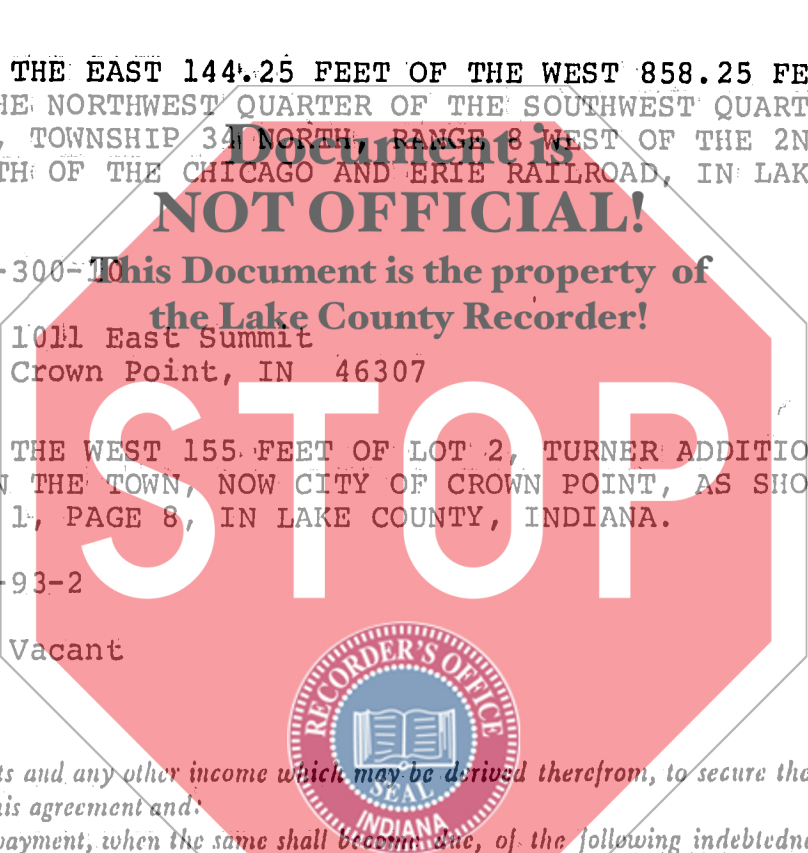 THE EAST 144.25 FEET OF THE WEST 858.25 FE
HE NORTHWEST QUARTER OF THE SOUTHWEST QUART
, TOWNSHIP 34 NORTH, RANGE 8 WEST OF THE 2N
TH OF THE CHICAGO AND ERIE RAILROAD, IN LAK
Document is
NOT OFFICIAL!
This Document is the property of
the Lake County Recorder!
-300-10
1011 East Summit
Crown Point, IN 46307
STOP
THE WEST 155 FEET OF LOT 2, TURNER ADDITIO
N THE TOWN, NOW CITY OF CROWN POINT, AS SHO
1, PAGE 8, IN LAKE COUNTY, INDIANA.
-93-2
Vacant
RECORDER'S OFFICE
SEAL
INDIANA
ts and any other income which may be derived therefrom, to secure the
his agreement and:
payment, when the same shall become due, of the following indebtedn